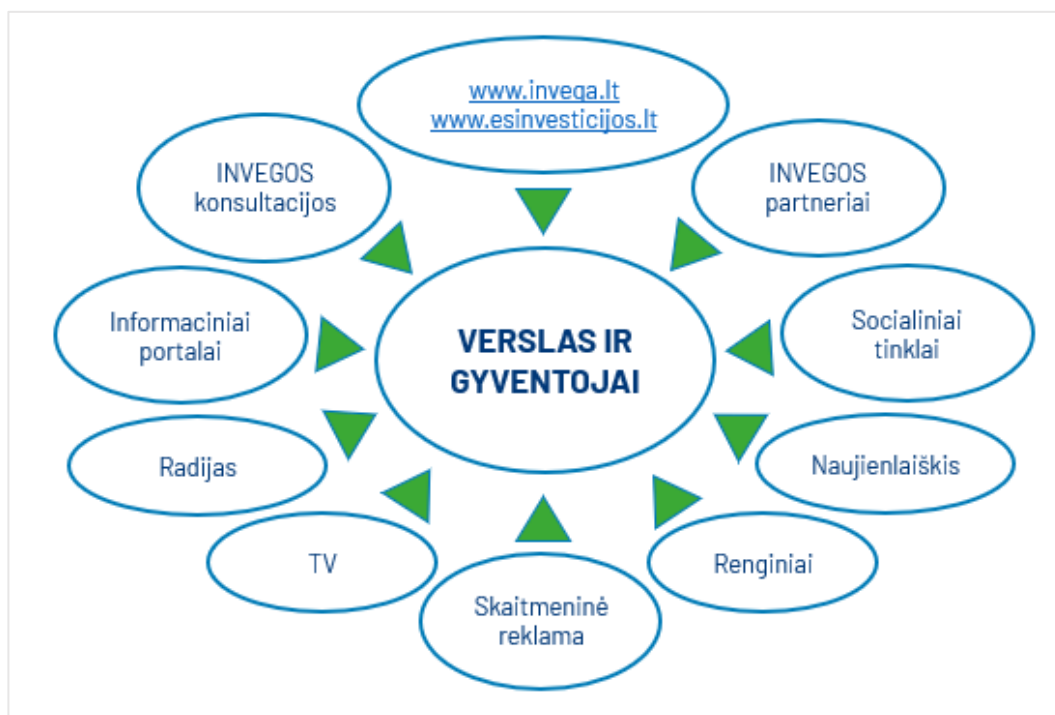 www.invega.lt
www.esinvesticijos.lt
INVEGOS
konsultacijos
INVEGOS
partneriai
Informaciniai
portalai
Socialiniai
tinklai
VERSLAS IR
GYVENTOJAI
Radijas
Naujienlaiškis
TV
Renginiai
Skaitmeninė
reklama